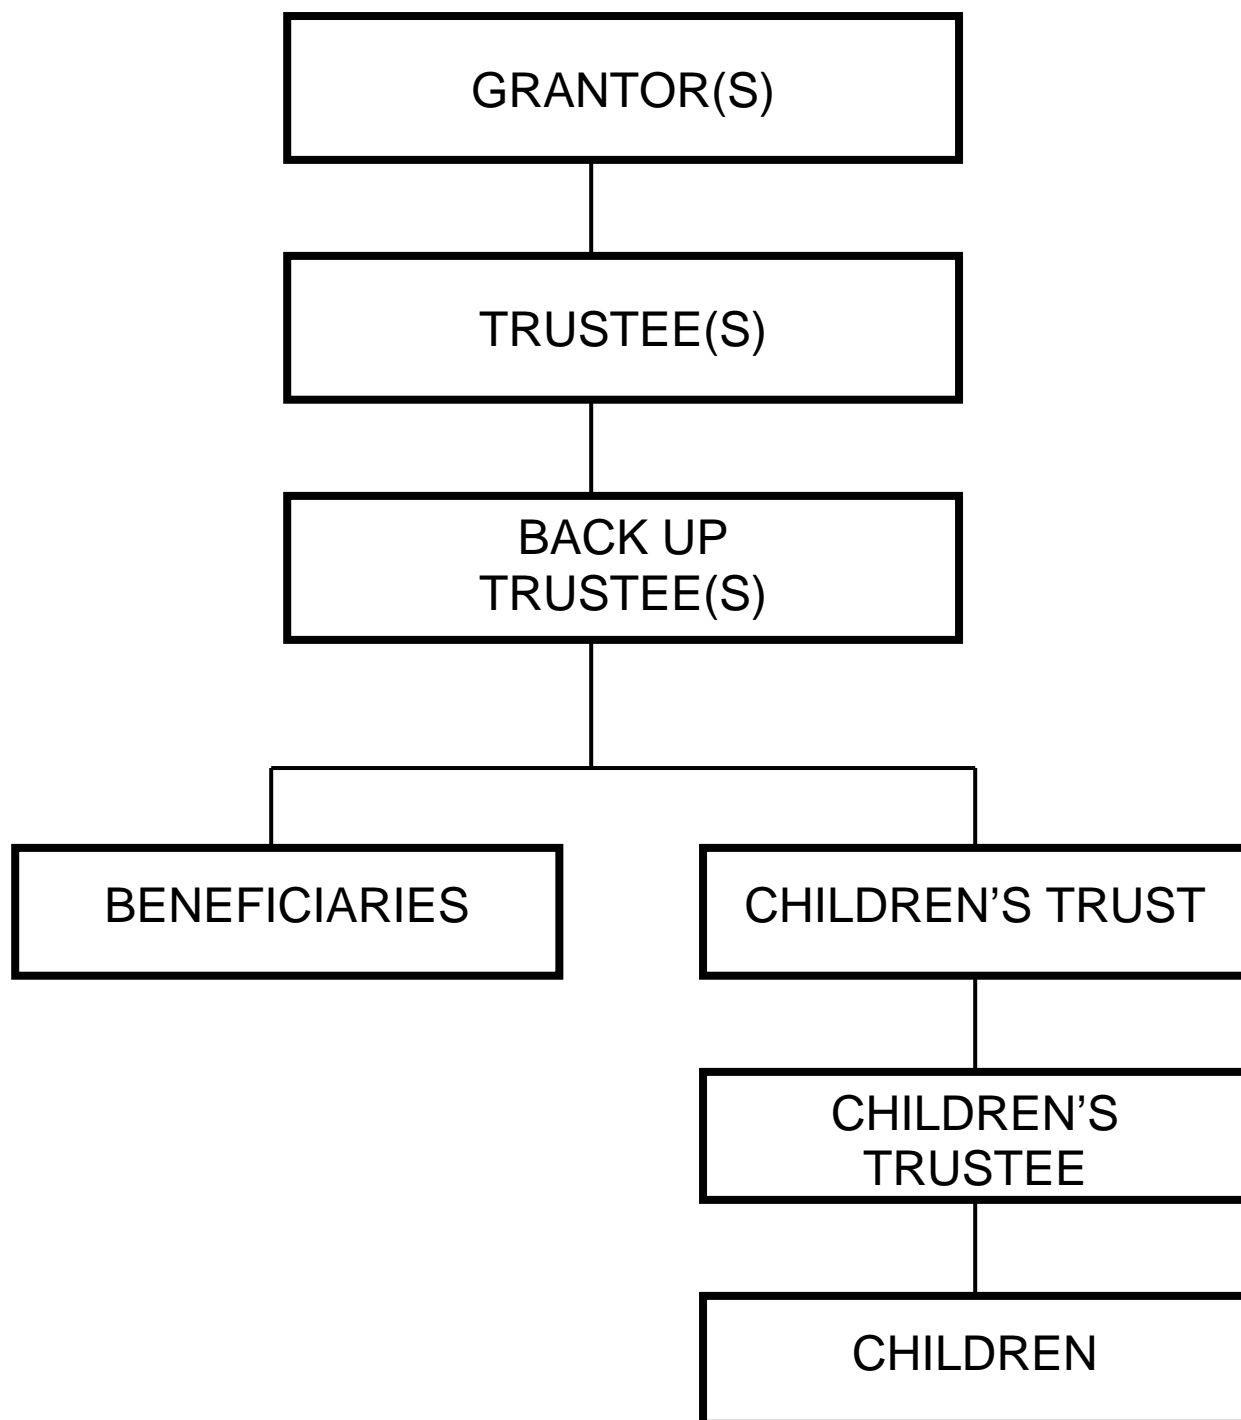 GRANTOR(S)
TRUSTEE(S)
BACK UP
TRUSTEE(S)
BENEFICIARIES
CHILDREN’S TRUST
CHILDREN’S
TRUSTEE
CHILDREN